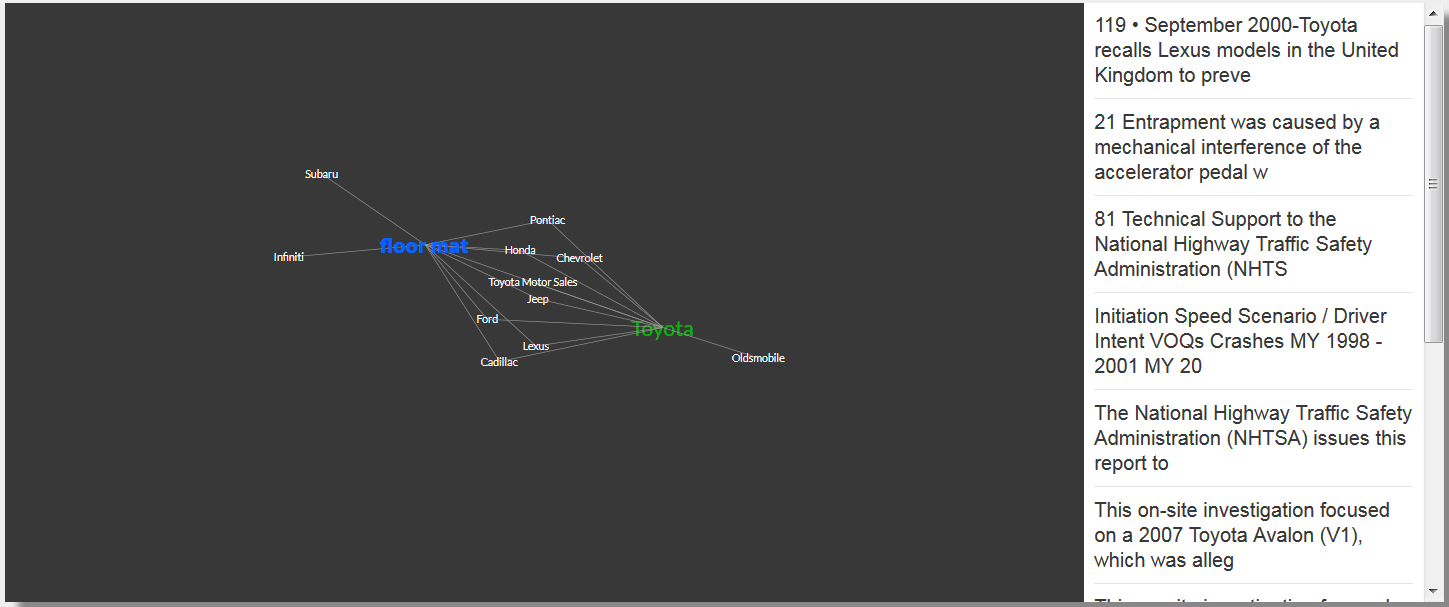 Subaru
Pontiac
floor mat
Honda
Infiniti
Chevrolet
Toyota Motor Sales
Jeep
Ford
Toyota
Lexus
Cadillac
Oldsmobile
119 • September 2000-Toyota
recalls Lexus models in the United
Kingdom to preve
21 Entrapment was caused by a
mechanical interference of the
accelerator pedal w
81 Technical Support to the
National Highway Traffic Safety
Administration (NHTS
Initiation Speed Scenario / Driver
Intent VOQs Crashes MY 1998 -
2001 MY 20
The National Highway Traffic Safety
Administration (NHTSA) issues this
report to
This on-site investigation focused
on a 2007 Toyota Avalon (V1),
which was alleg